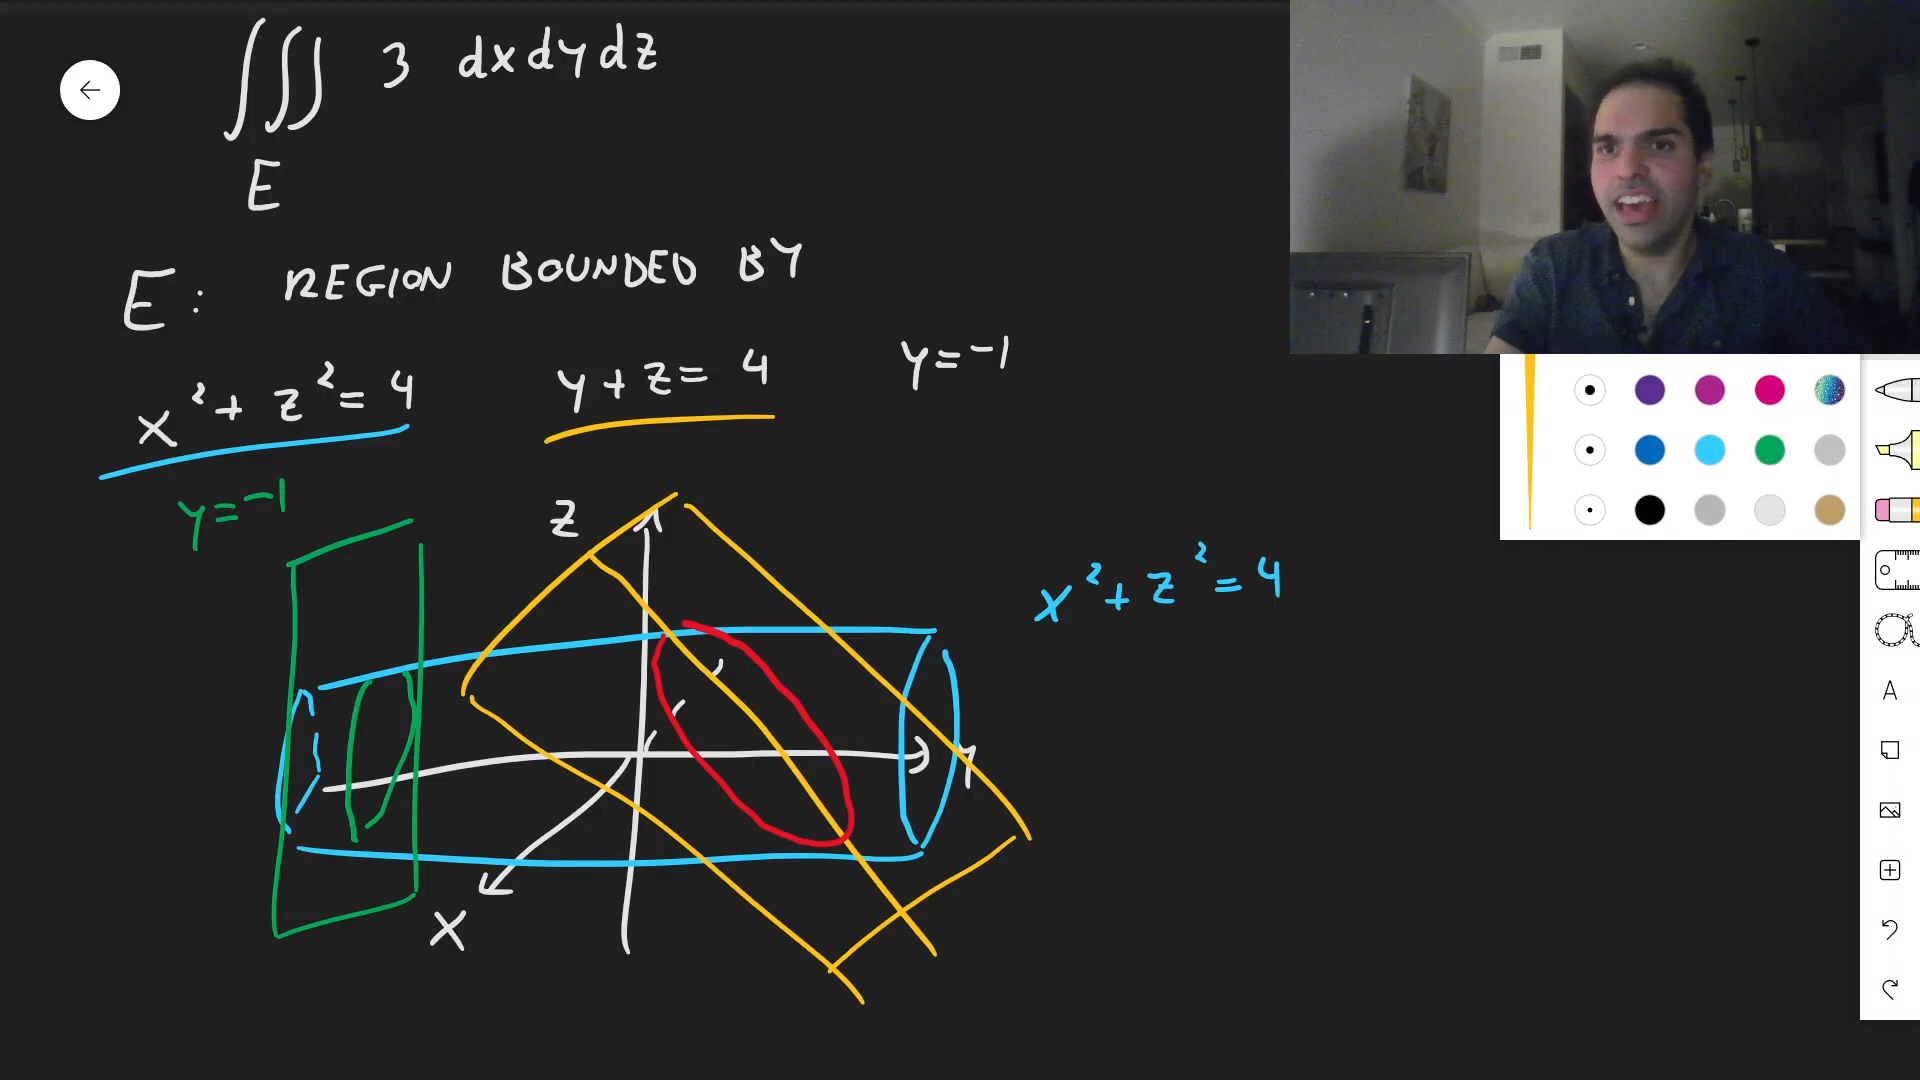 ∭ 3 dxdydz
E
E: REGION BOUNDED BY
x²+z²=4 y+z=4 y=-1
y=-1
z
x²+z²=4
y
x
A